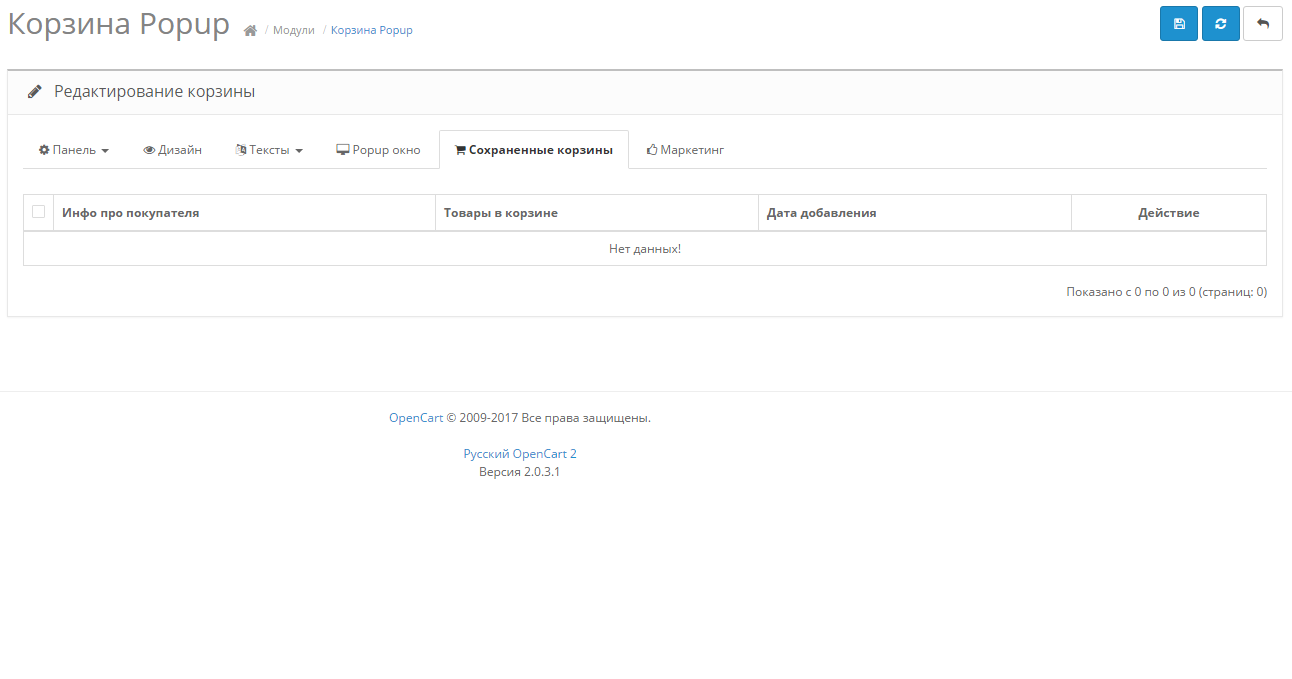 Корзина Popup / Модули / Корзина Popup
Редактирование корзины
Панель Дизайн Тексты Popup окно Сохраненные корзины Маркетинг
Инфо про покупателя Товары в корзине Дата добавления Действие
Нет данных!
Показано с 0 по 0 из 0 (страниц: 0)
OpenCart © 2009-2017 Все права защищены.
Русский OpenCart 2
Версия 2.0.3.1